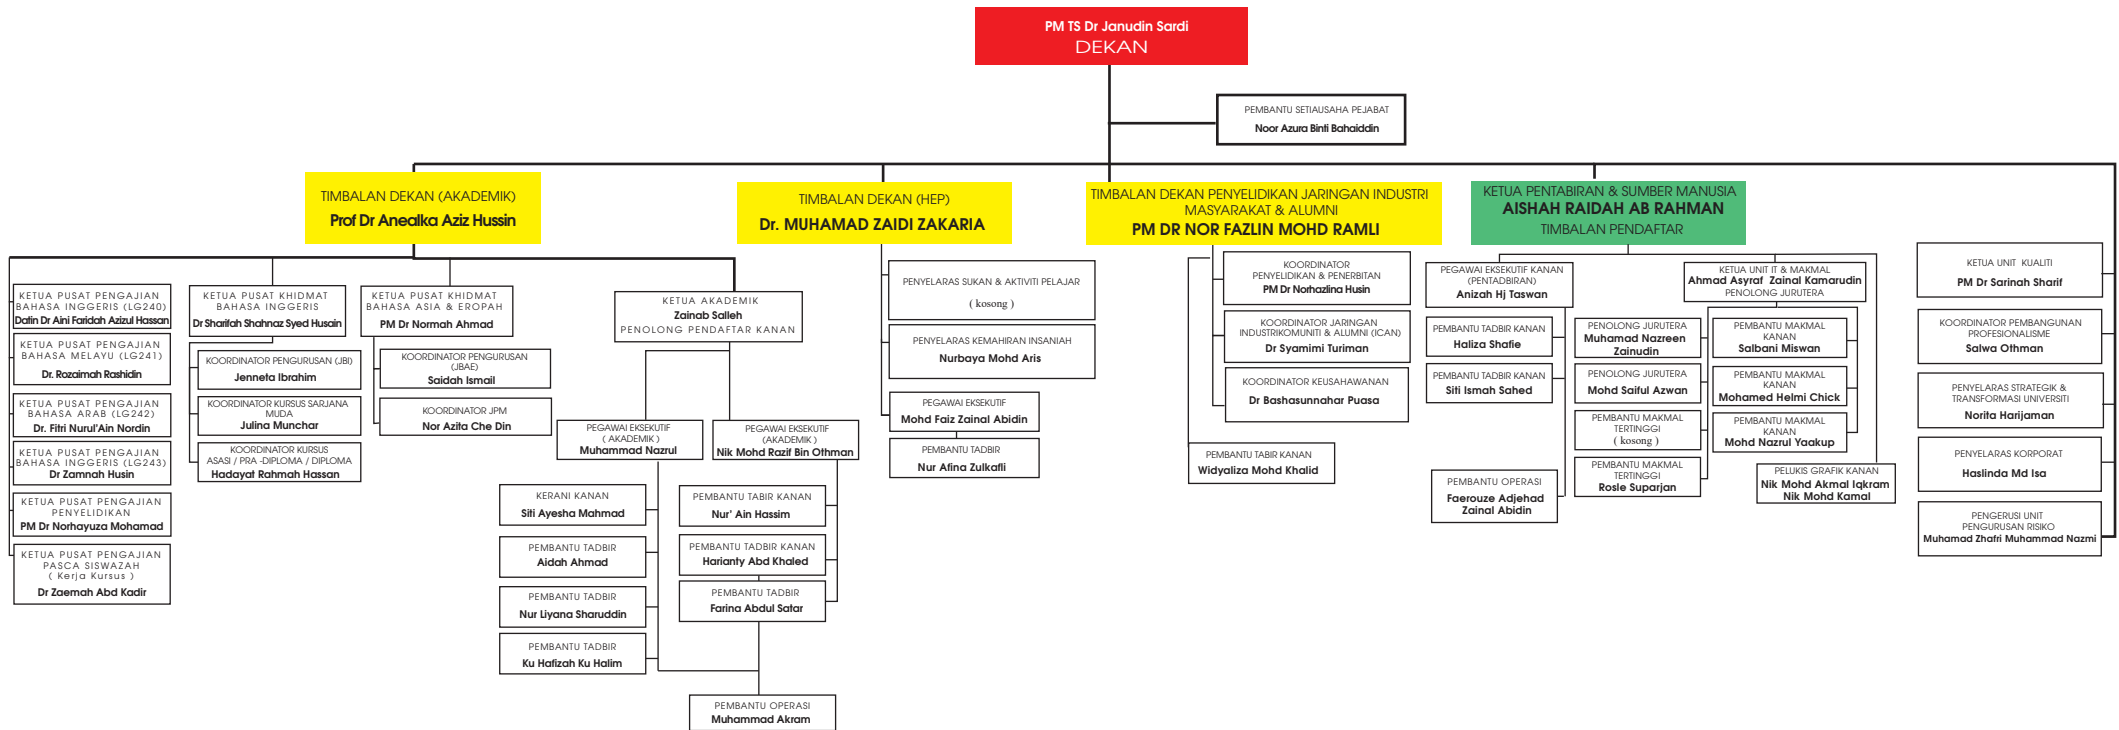 PM TS Dr Janudin Sardi
DEKAN
PEMBANTU SETIAUSAHA PEJABAT
Noor Azura Binti Bahaiddin
TIMBALAN DEKAN (AKADEMIK)
Prof Dr Anealka Aziz Hussin
TIMBALAN DEKAN (HEP)
Dr. MUHAMAD ZAIDI ZAKARIA
TIMBALAN DEKAN PENYELIDIKAN JARINGAN INDUSTRI
MASYARAKAT & ALUMNI
PM DR NOR FAZLIN MOHD RAMLI
KETUA PENTABIRAN & SUMBER MANUSIA
AISHAH RAIDAH AB RAHMAN
TIMBALAN PENDAFTAR
KETUA PUSAT PENGAJIAN
BAHASA INGGERIS (LG240)
Datin Dr Aini Faridah Azizul Hassan
KETUA PUSAT PENGAJIAN
BAHASA MELAYU (LG241)
Dr. Rozaimah Rashidin
KETUA PUSAT PENGAJIAN
BAHASA ARAB (LG242)
Dr. Fitri Nurul'Ain Nordin
KETUA PUSAT PENGAJIAN
BAHASA INGGERIS (LG243)
Dr Zamnah Husin
KETUA PUSAT PENGAJIAN
PENYELIDIKAN
PM Dr Norhayuza Mohamad
KETUA PUSAT PENGAJIAN
PASCA SISWAZAH
( Kerja Kursus )
Dr Zaemah Abd Kadir
KETUA PUSAT KHIDMAT
BAHASA INGGERIS
Dr Sharifah Shahnaz Syed Husain
KOORDINATOR PENGURUSAN (JBI)
Jenneta Ibrahim
KOORDINATOR KURSUS SARJANA
MUDA
Julina Munchar
KOORDINATOR KURSUS
ASASI / PRA -DIPLOMA / DIPLOMA
Hadayat Rahmah Hassan
KETUA PUSAT KHIDMAT
BAHASA ASIA & EROPAH
PM Dr Normah Ahmad
KOORDINATOR PENGURUSAN
(JBAE)
Saidah Ismail
KOORDINATOR JPM
Nor Azita Che Din
KETUA AKADEMIK
Zainab Salleh
PENOLONG PENDAFTAR KANAN
PEGAWAI EKSEKUTIF
( AKADEMIK )
Muhammad Nazrul
PEGAWAI EKSEKUTIF
(AKADEMIK )
Nik Mohd Razif Bin Othman
KERANI KANAN
Siti Ayesha Mahmad
PEMBANTU TADBIR
Aidah Ahmad
PEMBANTU TADBIR
Nur Liyana Sharuddin
PEMBANTU TADBIR
Ku Hafizah Ku Halim
PEMBANTU TABIR KANAN
Nur' Ain Hassim
PEMBANTU TADBIR KANAN
Harianty Abd Khaled
PEMBANTU TADBIR
Farina Abdul Satar
PEMBANTU OPERASI
Muhammad Akram
PENYELARAS SUKAN & AKTIVITI PELAJAR
( kosong )
PENYELARAS KEMAHIRAN INSANIAH
Nurbaya Mohd Aris
PEGAWAI EKSEKUTIF
Mohd Faiz Zainal Abidin
PEMBANTU TADBIR
Nur Afina Zulkafli
KOORDINATOR
PENYELIDIKAN & PENERBITAN
PM Dr Norhazlina Husin
KOORDINATOR JARINGAN
INDUSTRIKOMUNITI & ALUMNI (ICAN)
Dr Syamimi Turiman
KOORDINATOR KEUSAHAWANAN
Dr Bashasunnahar Puasa
PEMBANTU TABIR KANAN
Widyaliza Mohd Khalid
PEGAWAI EKSEKUTIF KANAN
(PENTADBIRAN)
Anizah Hj Taswan
PEMBANTU TADBIR KANAN
Haliza Shafie
PEMBANTU TADBIR KANAN
Siti Ismah Sahed
PEMBANTU OPERASI
Faerouze Adjehad
Zainal Abidin
KETUA UNIT IT & MAKMAL
Ahmad Asyraf Zainal Kamarudin
PENOLONG JURUTERA
PENOLONG JURUTERA
Muhamad Nazreen
Zainudin
PENOLONG JURUTERA
Mohd Saiful Azwan
PEMBANTU MAKMAL
TERTINGGI
( kosong )
PEMBANTU MAKMAL
TERTINGGI
Rosle Suparjan
PEMBANTU MAKMAL
KANAN
Salbani Miswan
PEMBANTU MAKMAL
KANAN
Mohamed Helmi Chick
PEMBANTU MAKMAL
KANAN
Mohd Nazrul Yaakup
PELUKIS GRAFIK KANAN
Nik Mohd Akmal Iqkram
Nik Mohd Kamal
KETUA UNIT KUALITI
PM Dr Sarinah Sharif
KOORDINATOR PEMBANGUNAN
PROFESIONALISME
Salwa Othman
PENYELARAS STRATEGIK &
TRANSFORMASI UNIVERSITI
Norita Harijaman
PENYELARAS KORPORAT
Haslinda Md Isa
PENGERUSI UNIT
PENGURUSAN RISIKO
Muhamad Zhafri Muhammad Nazmi